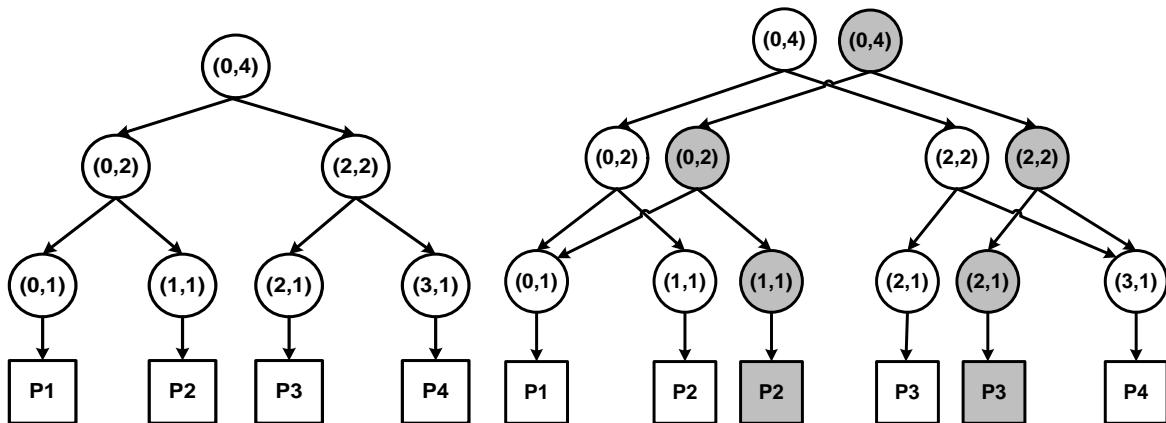 (0,4)
(0,2) (2,2)
(0,1) (1,1) (2,1) (3,1)
P1 P2 P3 P4
(0,4) (0,4)
(0,2) (0,2) (2,2) (2,2)
(0,1) (1,1) (1,1) (2,1) (2,1) (3,1)
P1 P2 P2 P3 P3 P4